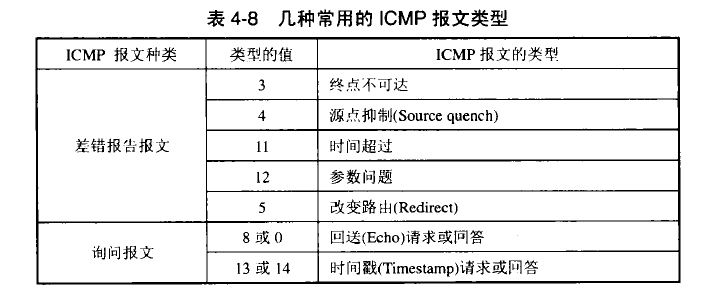 表 4-8 几种常用的 ICMP 报文类型
ICMP 报文种类 类型的值 ICMP 报文的类型
差错报告报文
3 终点不可达
4 源点抑制(Source quench)
11 时间超过
12 参数问题
5 改变路由(Redirect)
询问报文
8 或 0 回送(Echo)请求或回答
13 或 14 时间戳(Timestamp)请求或回答